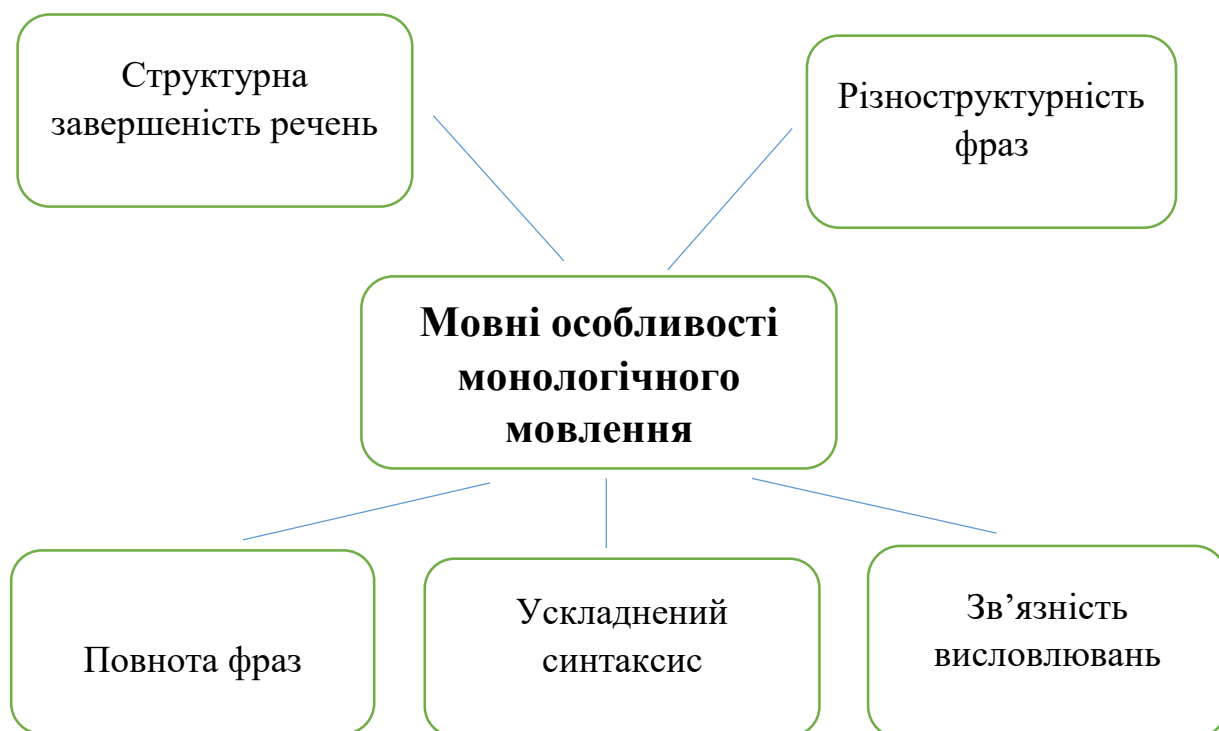 Структурна
завершеність речень
Різноструктурність
фраз
Мовні особливості
монологічного
мовлення
Повнота фраз
Ускладнений
синтаксис
Зв’язність
висловлювань